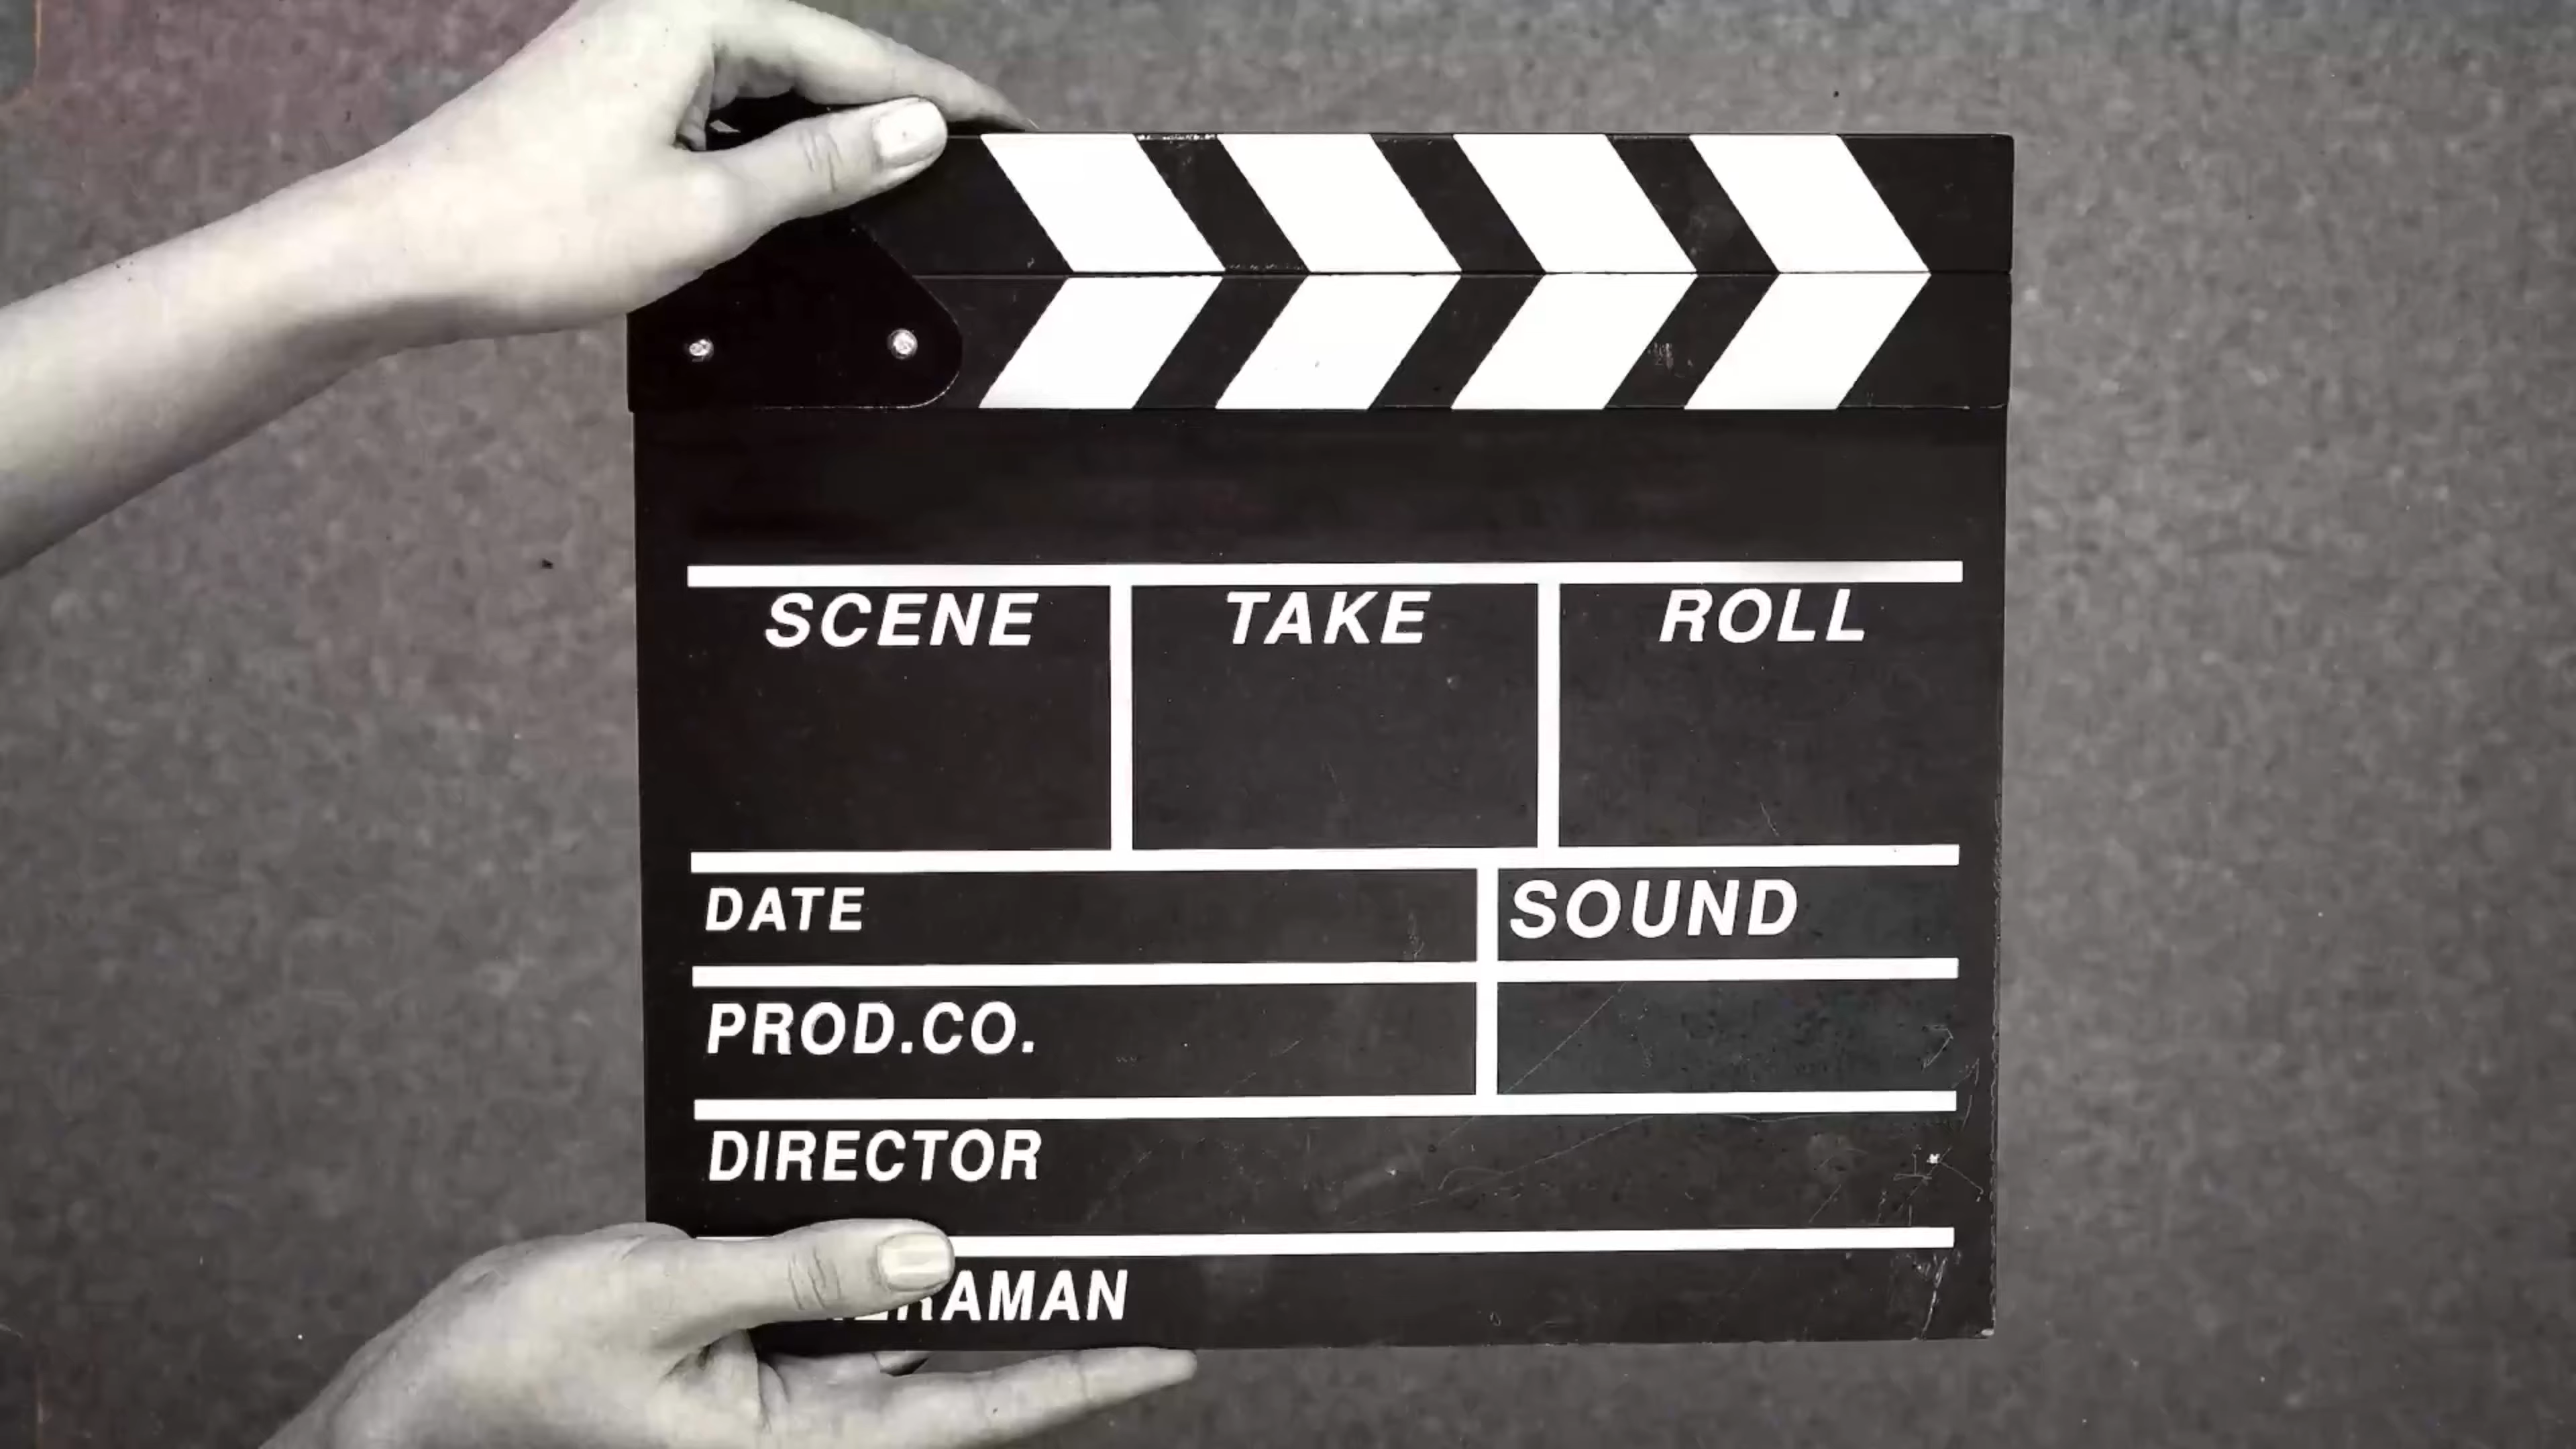 SCENE TAKE ROLL
DATE SOUND
PROD.CO.
DIRECTOR